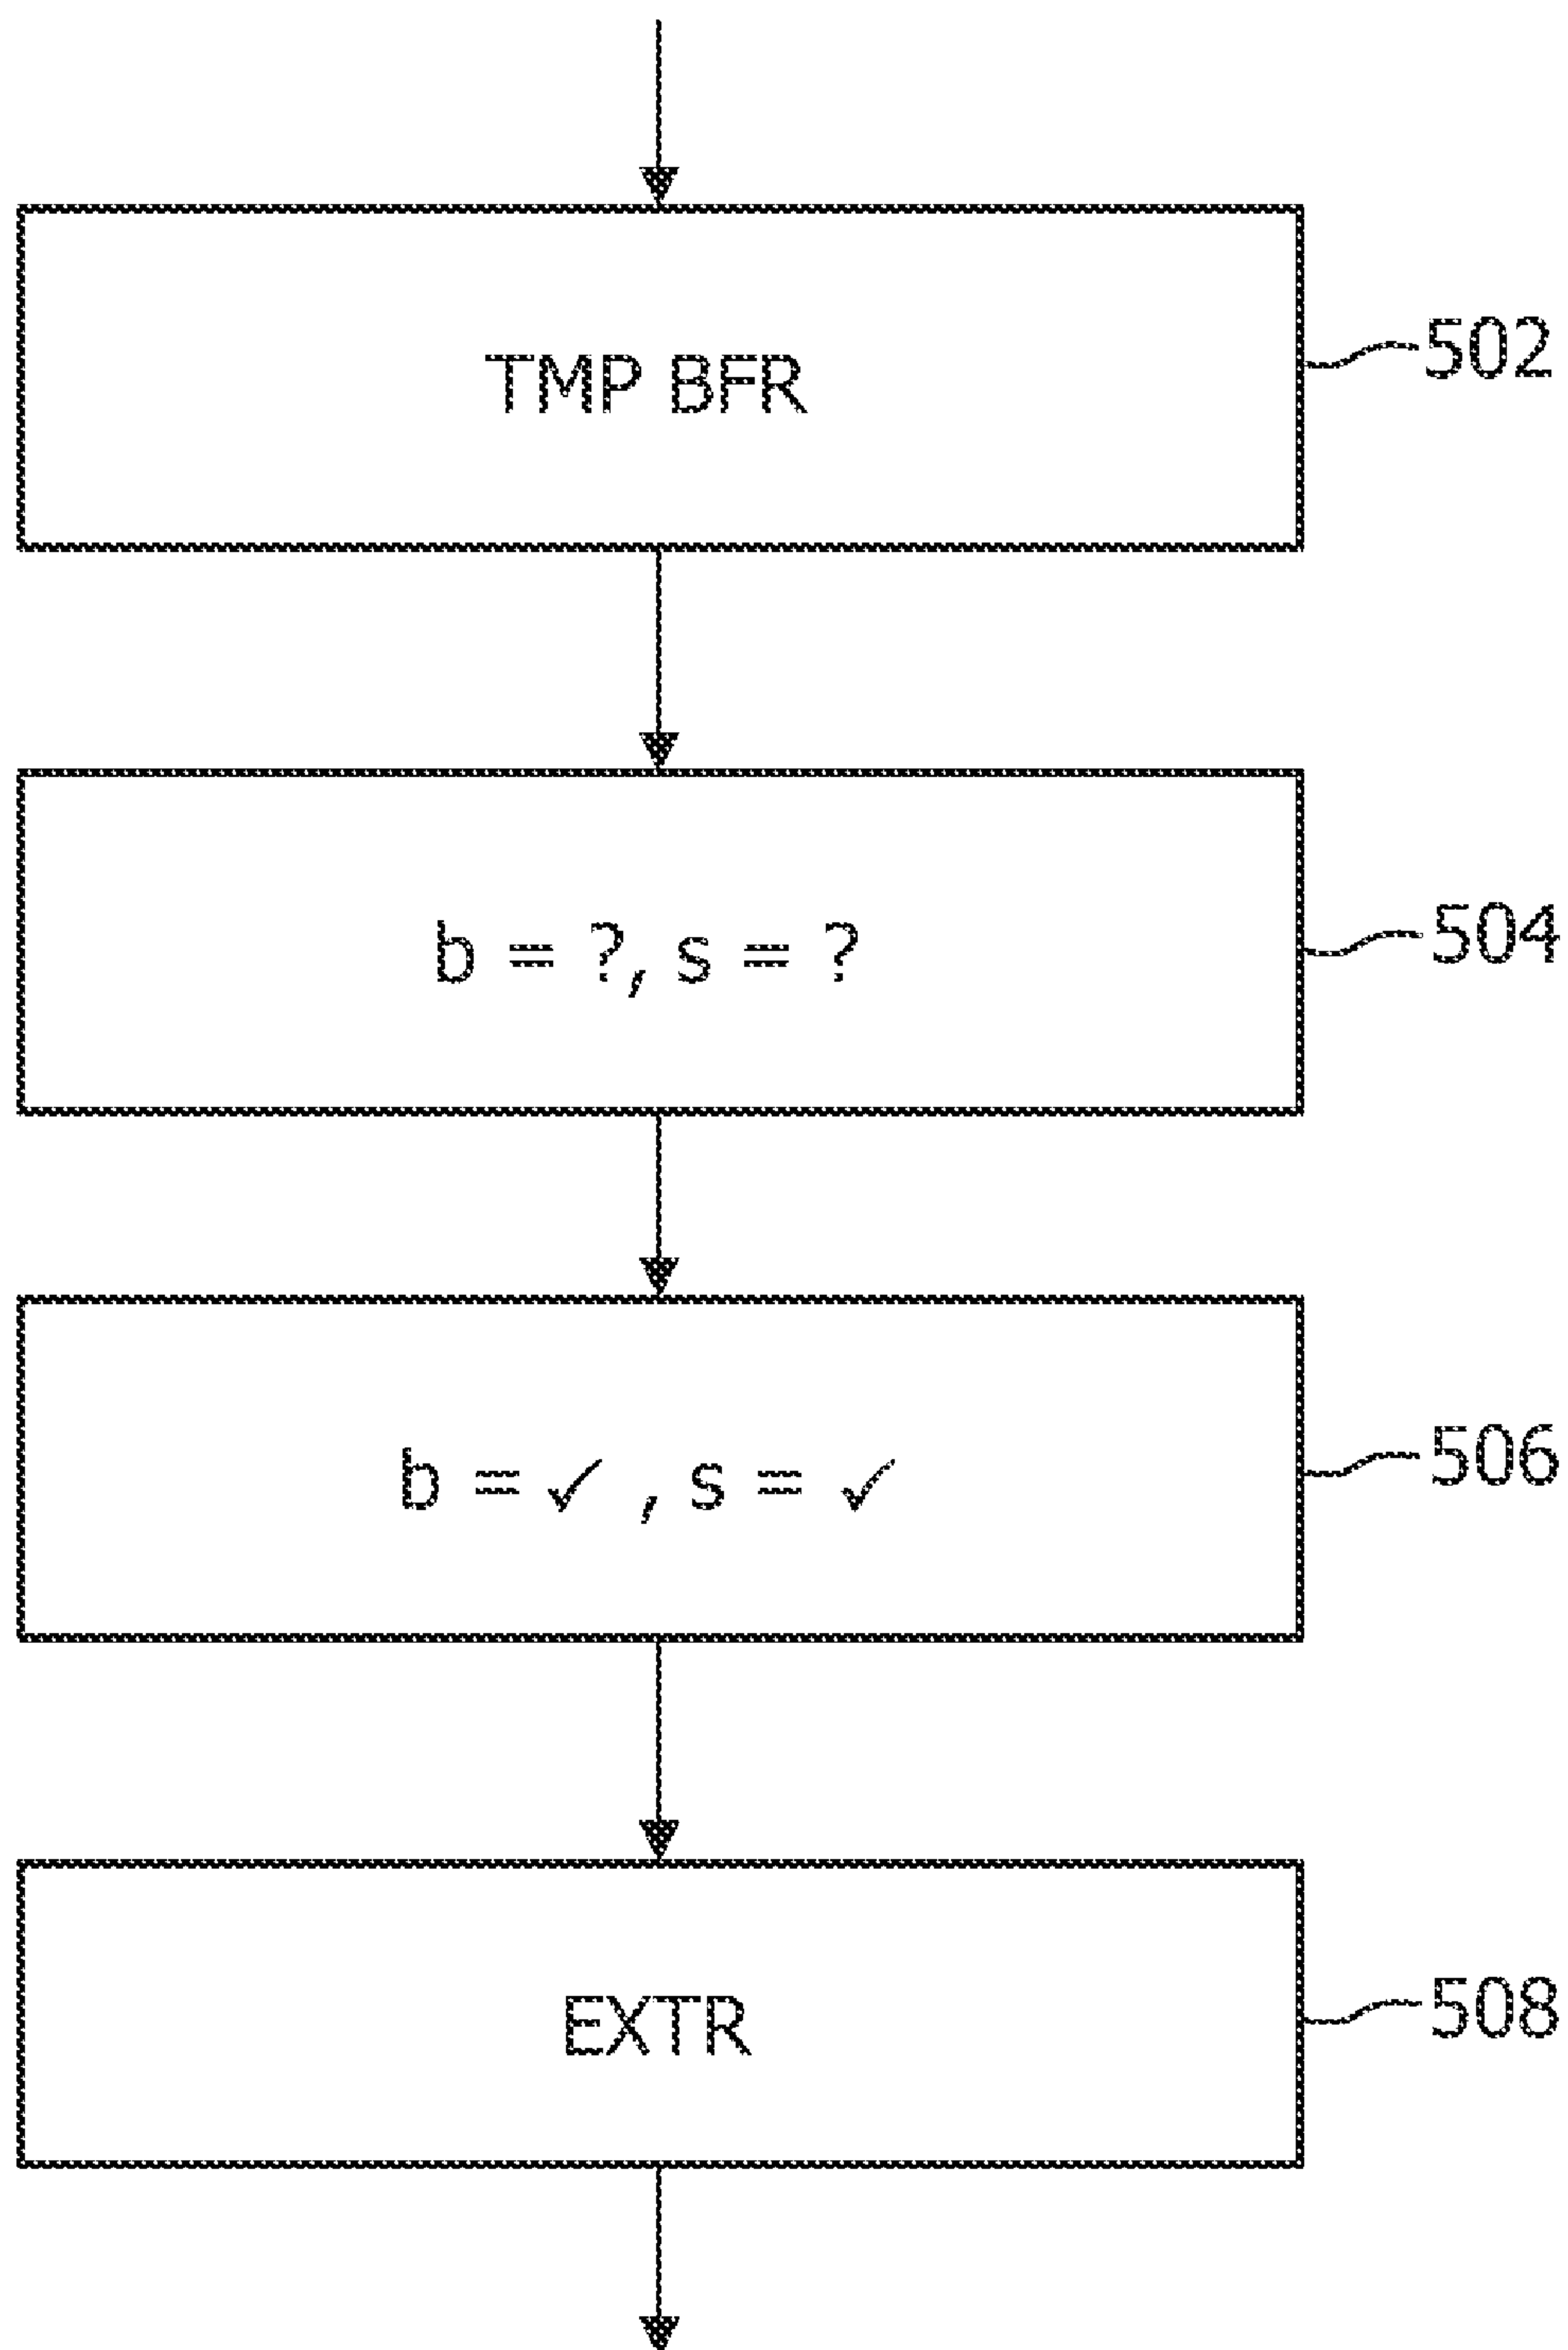 TMP BFR
502
b = ?, s = ?
504
b = ✓ , s = ✓
506
EXTR
508